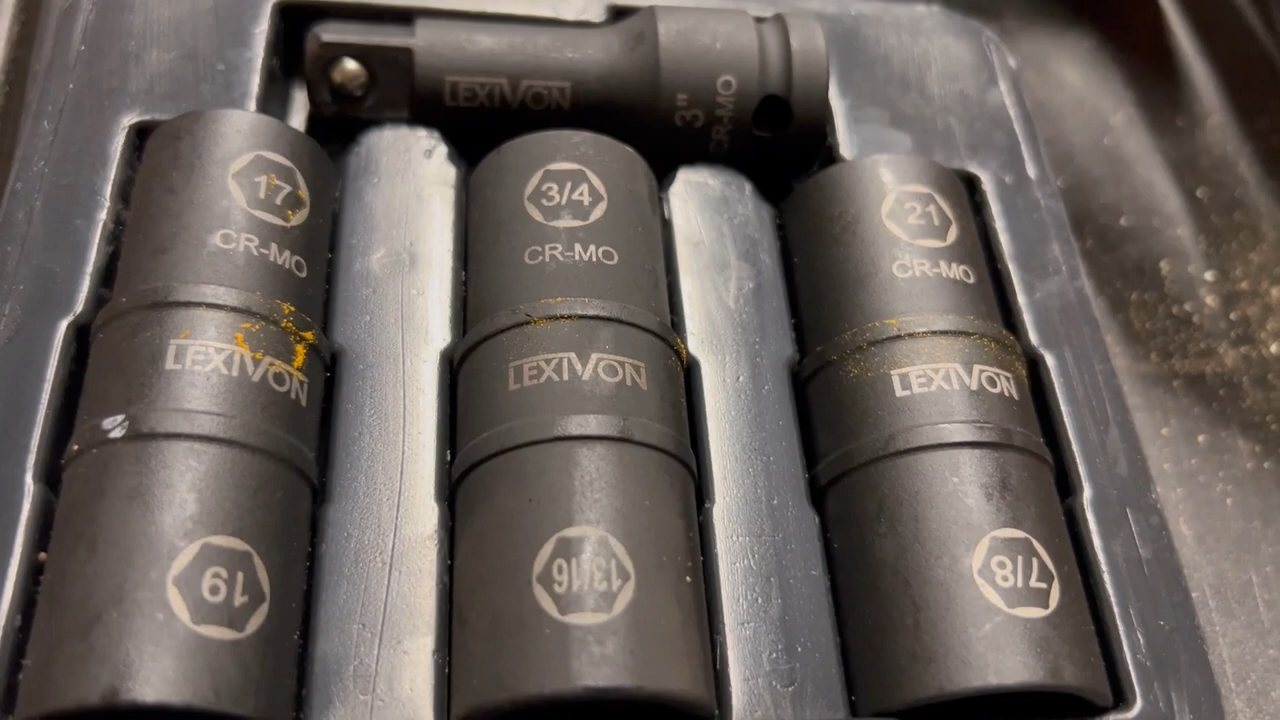 LEXIVON
3"
CR-MO
17
CR-MO
LEXIVON
19
3/4
CR-MO
LEXIVON
13/16
21
CR-MO
LEXIVON
7/8